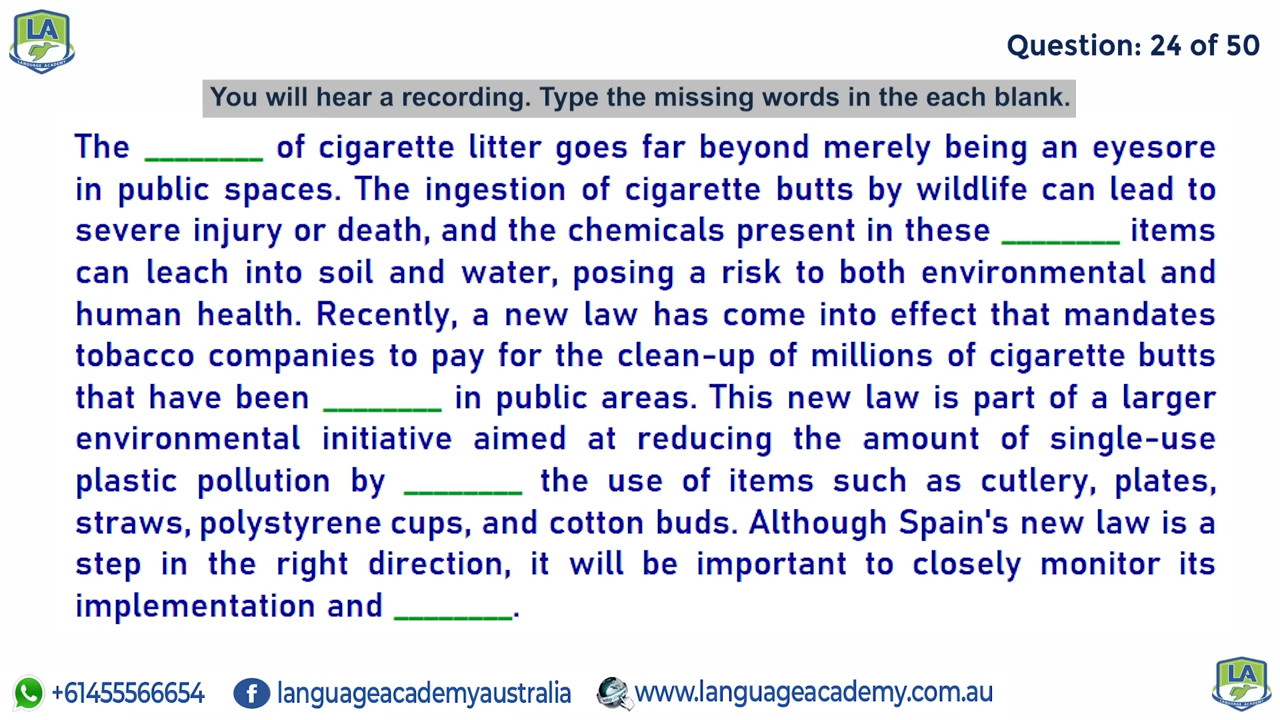 LA
LANGUAGE ACADEMY
Question: 24 of 50
You will hear a recording. Type the missing words in the each blank.
The ________ of cigarette litter goes far beyond merely being an eyesore
in public spaces. The ingestion of cigarette butts by wildlife can lead to
severe injury or death, and the chemicals present in these ________ items
can leach into soil and water, posing a risk to both environmental and
human health. Recently, a new law has come into effect that mandates
tobacco companies to pay for the clean-up of millions of cigarette butts
that have been ________ in public areas. This new law is part of a larger
environmental initiative aimed at reducing the amount of single-use
plastic pollution by ________ the use of items such as cutlery, plates,
straws, polystyrene cups, and cotton buds. Although Spain's new law is a
step in the right direction, it will be important to closely monitor its
implementation and ________.
+61455566654
languageacademyaustralia
www.languageacademy.com.au
LA
LANGUAGE ACADEMY